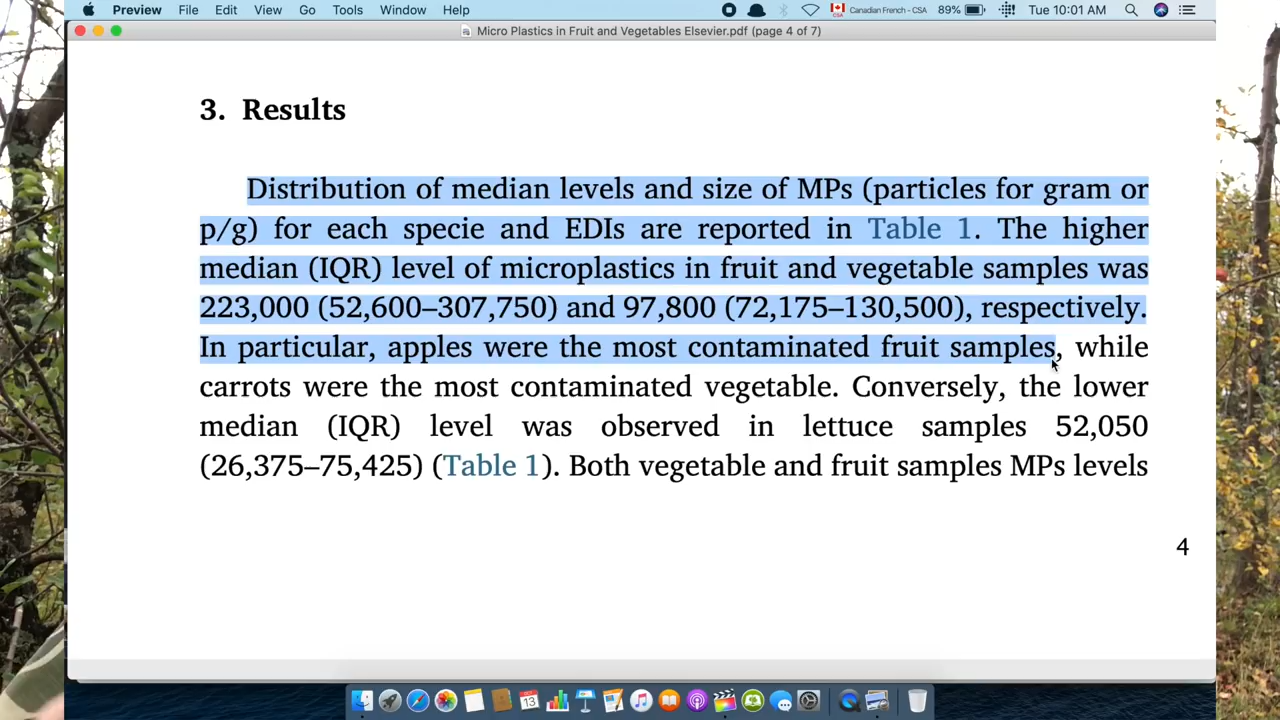 Preview File Edit View Go Tools Window Help CSA Canadian French - CSA 89% Tue 10:01 AM
Micro Plastics in Fruit and Vegetables Elsevier.pdf (page 4 of 7)
3. Results
Distribution of median levels and size of MPs (particles for gram or
p/g) for each specie and EDIs are reported in Table 1. The higher
median (IQR) level of microplastics in fruit and vegetable samples was
223,000 (52,600–307,750) and 97,800 (72,175–130,500), respectively.
In particular, apples were the most contaminated fruit samples, while
carrots were the most contaminated vegetable. Conversely, the lower
median (IQR) level was observed in lettuce samples 52,050
(26,375–75,425) (Table 1). Both vegetable and fruit samples MPs levels
4
13